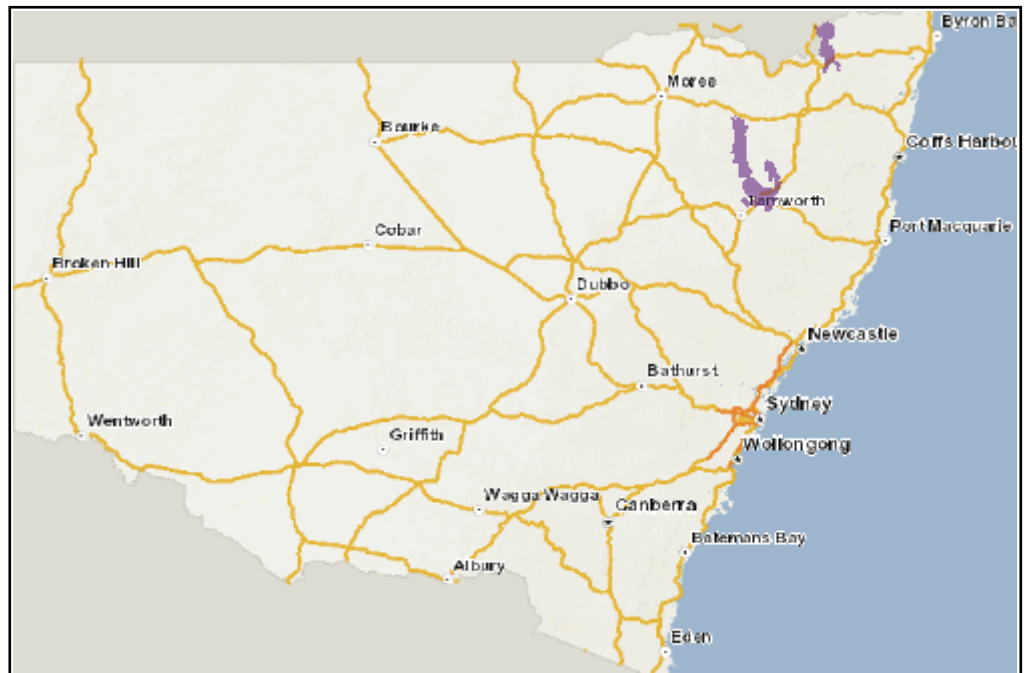 Byron Ba
Moree
Bourke
Coffs Harbou
Tamworth
Port Macquarie
Cobar
Broken Hill
Dubbo
Newcastle
Bathurst
Sydney
Wentworth
Griffith
Wollongong
Wagga Wagga
Canberra
Batemans Bay
Albury
Eden